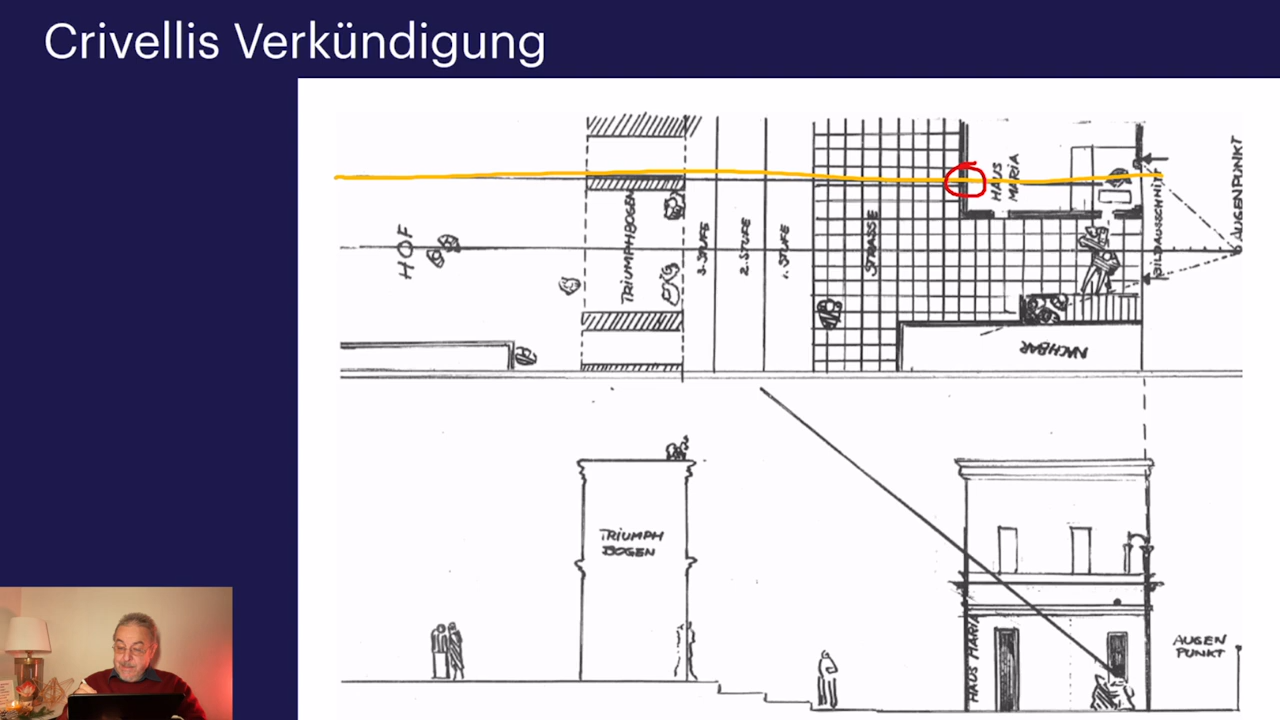 Crivellis Verkündigung
HOF
TRIUMPHBOGEN
3.STUFE
2.STUFE
1.STUFE
STRASSE
HAUS
MARIA
NACHBAR
BILDAUSSCHNITT
AUGENPUNKT
TRIUMPH
BOGEN
HAUS MARIA
AUGEN
PUNKT